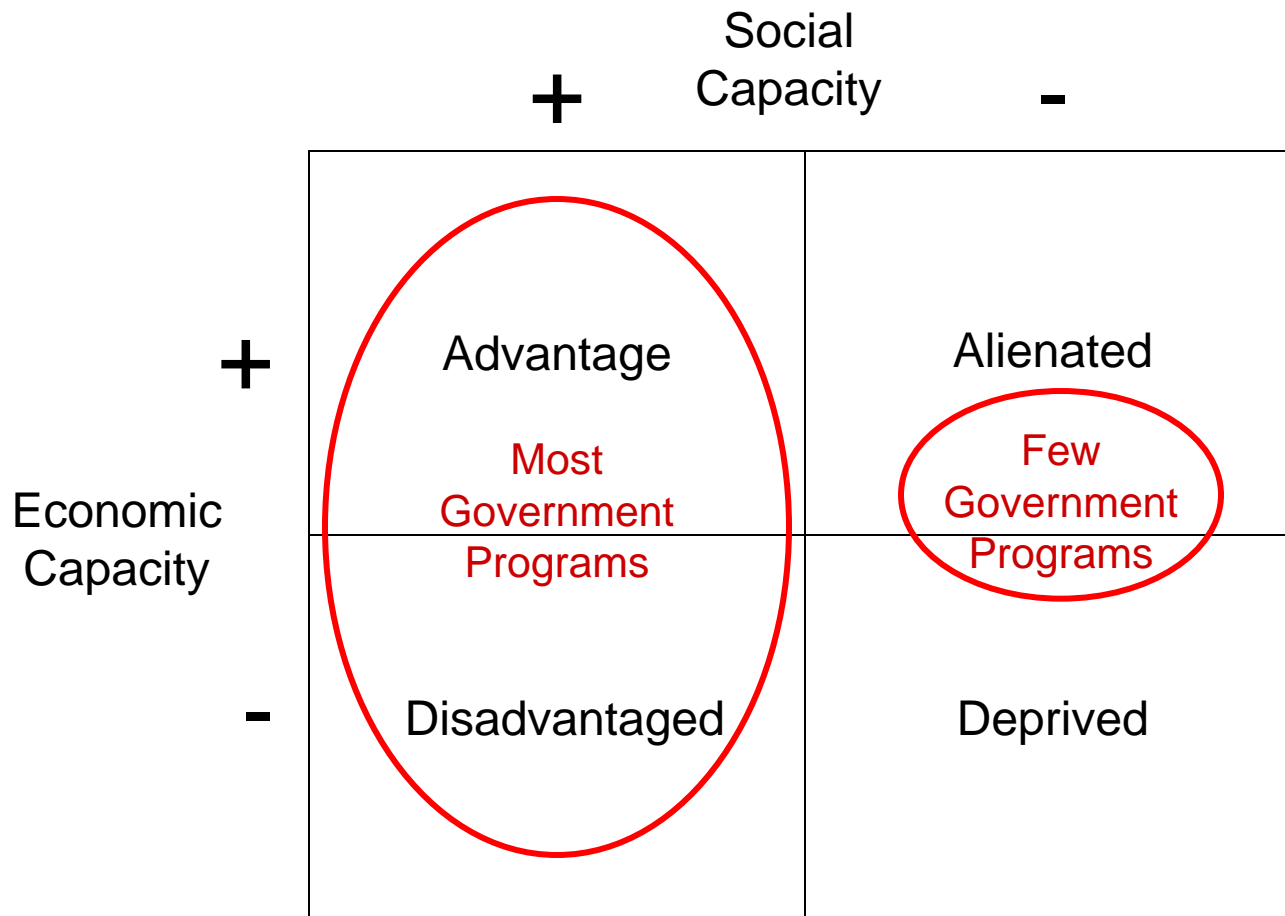 Social
Capacity
+
-
+
Advantage
Alienated
Most
Government
Programs
Few
Government
Programs
Economic
Capacity
-
Disadvantaged
Deprived